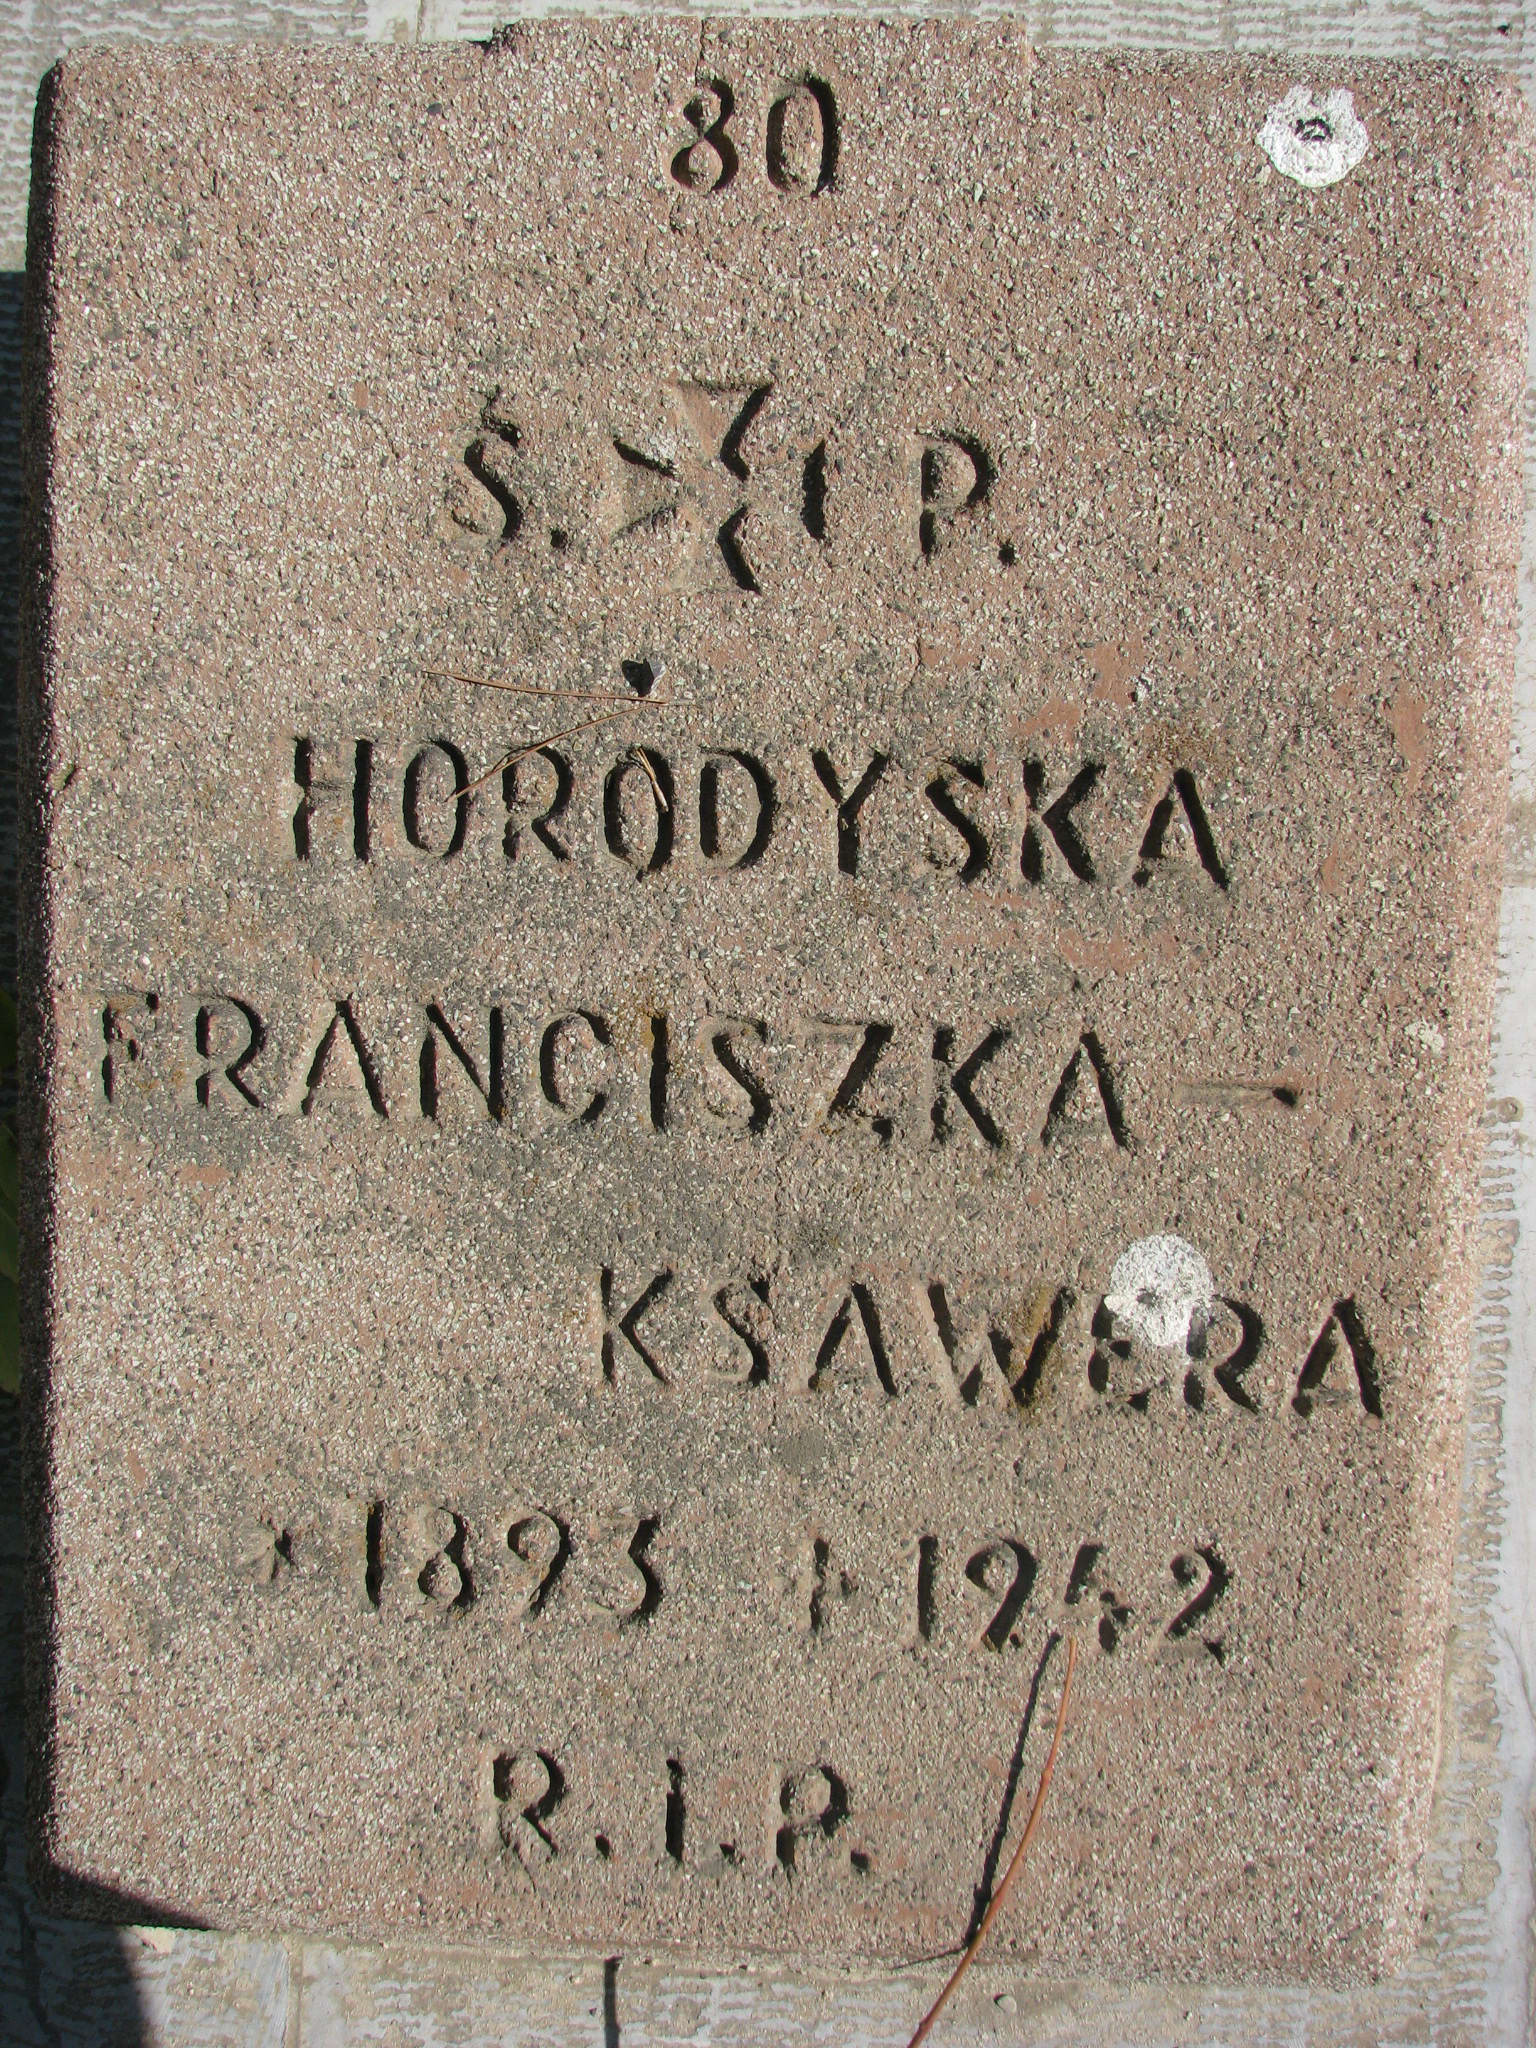 80
Ś. P.
HORODYSKA
FRANCISZKA —
KSAWERA
* 1893 + 1942
R.I.P.